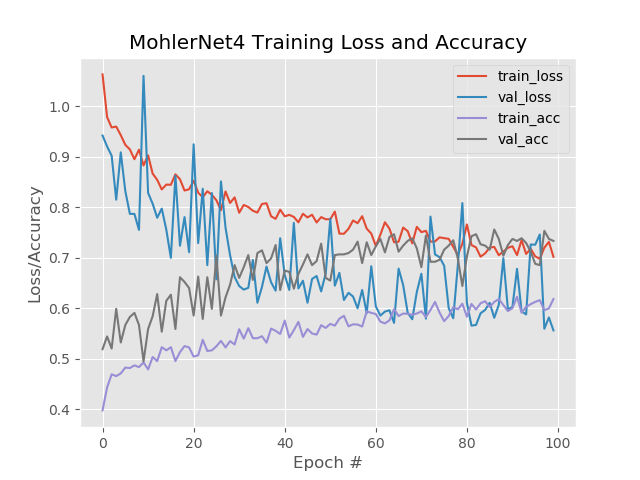 MohlerNet4 Training Loss and Accuracy
train_loss
val_loss
train_acc
val_acc
1.0
0.9
0.8
0.7
0.6
0.5
0.4
Loss/Accuracy
0 20 40 60 80 100
Epoch #